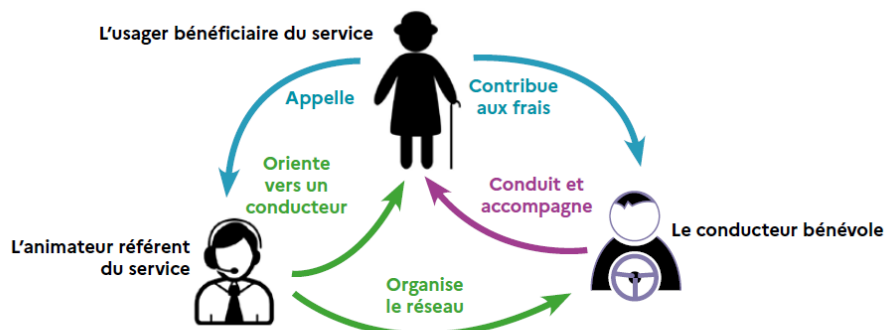 L'usager bénéficiaire du service
Appelle
Contribue
aux frais
Oriente
vers un
conducteur
Conduit et
accompagne
L'animateur référent
du service
Le conducteur bénévole
Organise
le réseau